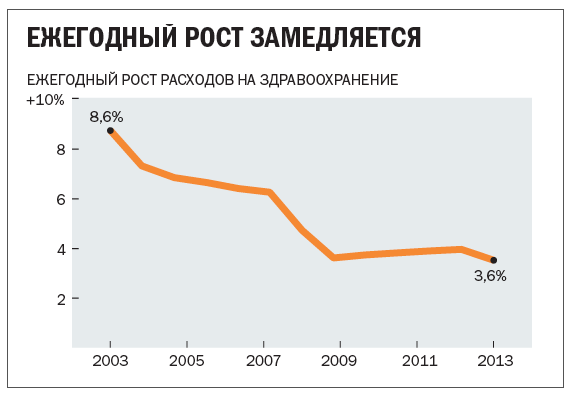 ЕЖЕГОДНЫЙ РОСТ ЗАМЕДЛЯЕТСЯ
ЕЖЕГОДНЫЙ РОСТ РАСХОДОВ НА ЗДРАВООХРАНЕНИЕ
+10%
8,6%
8
6
4
3,6%
2
2003 2005 2007 2009 2011 2013